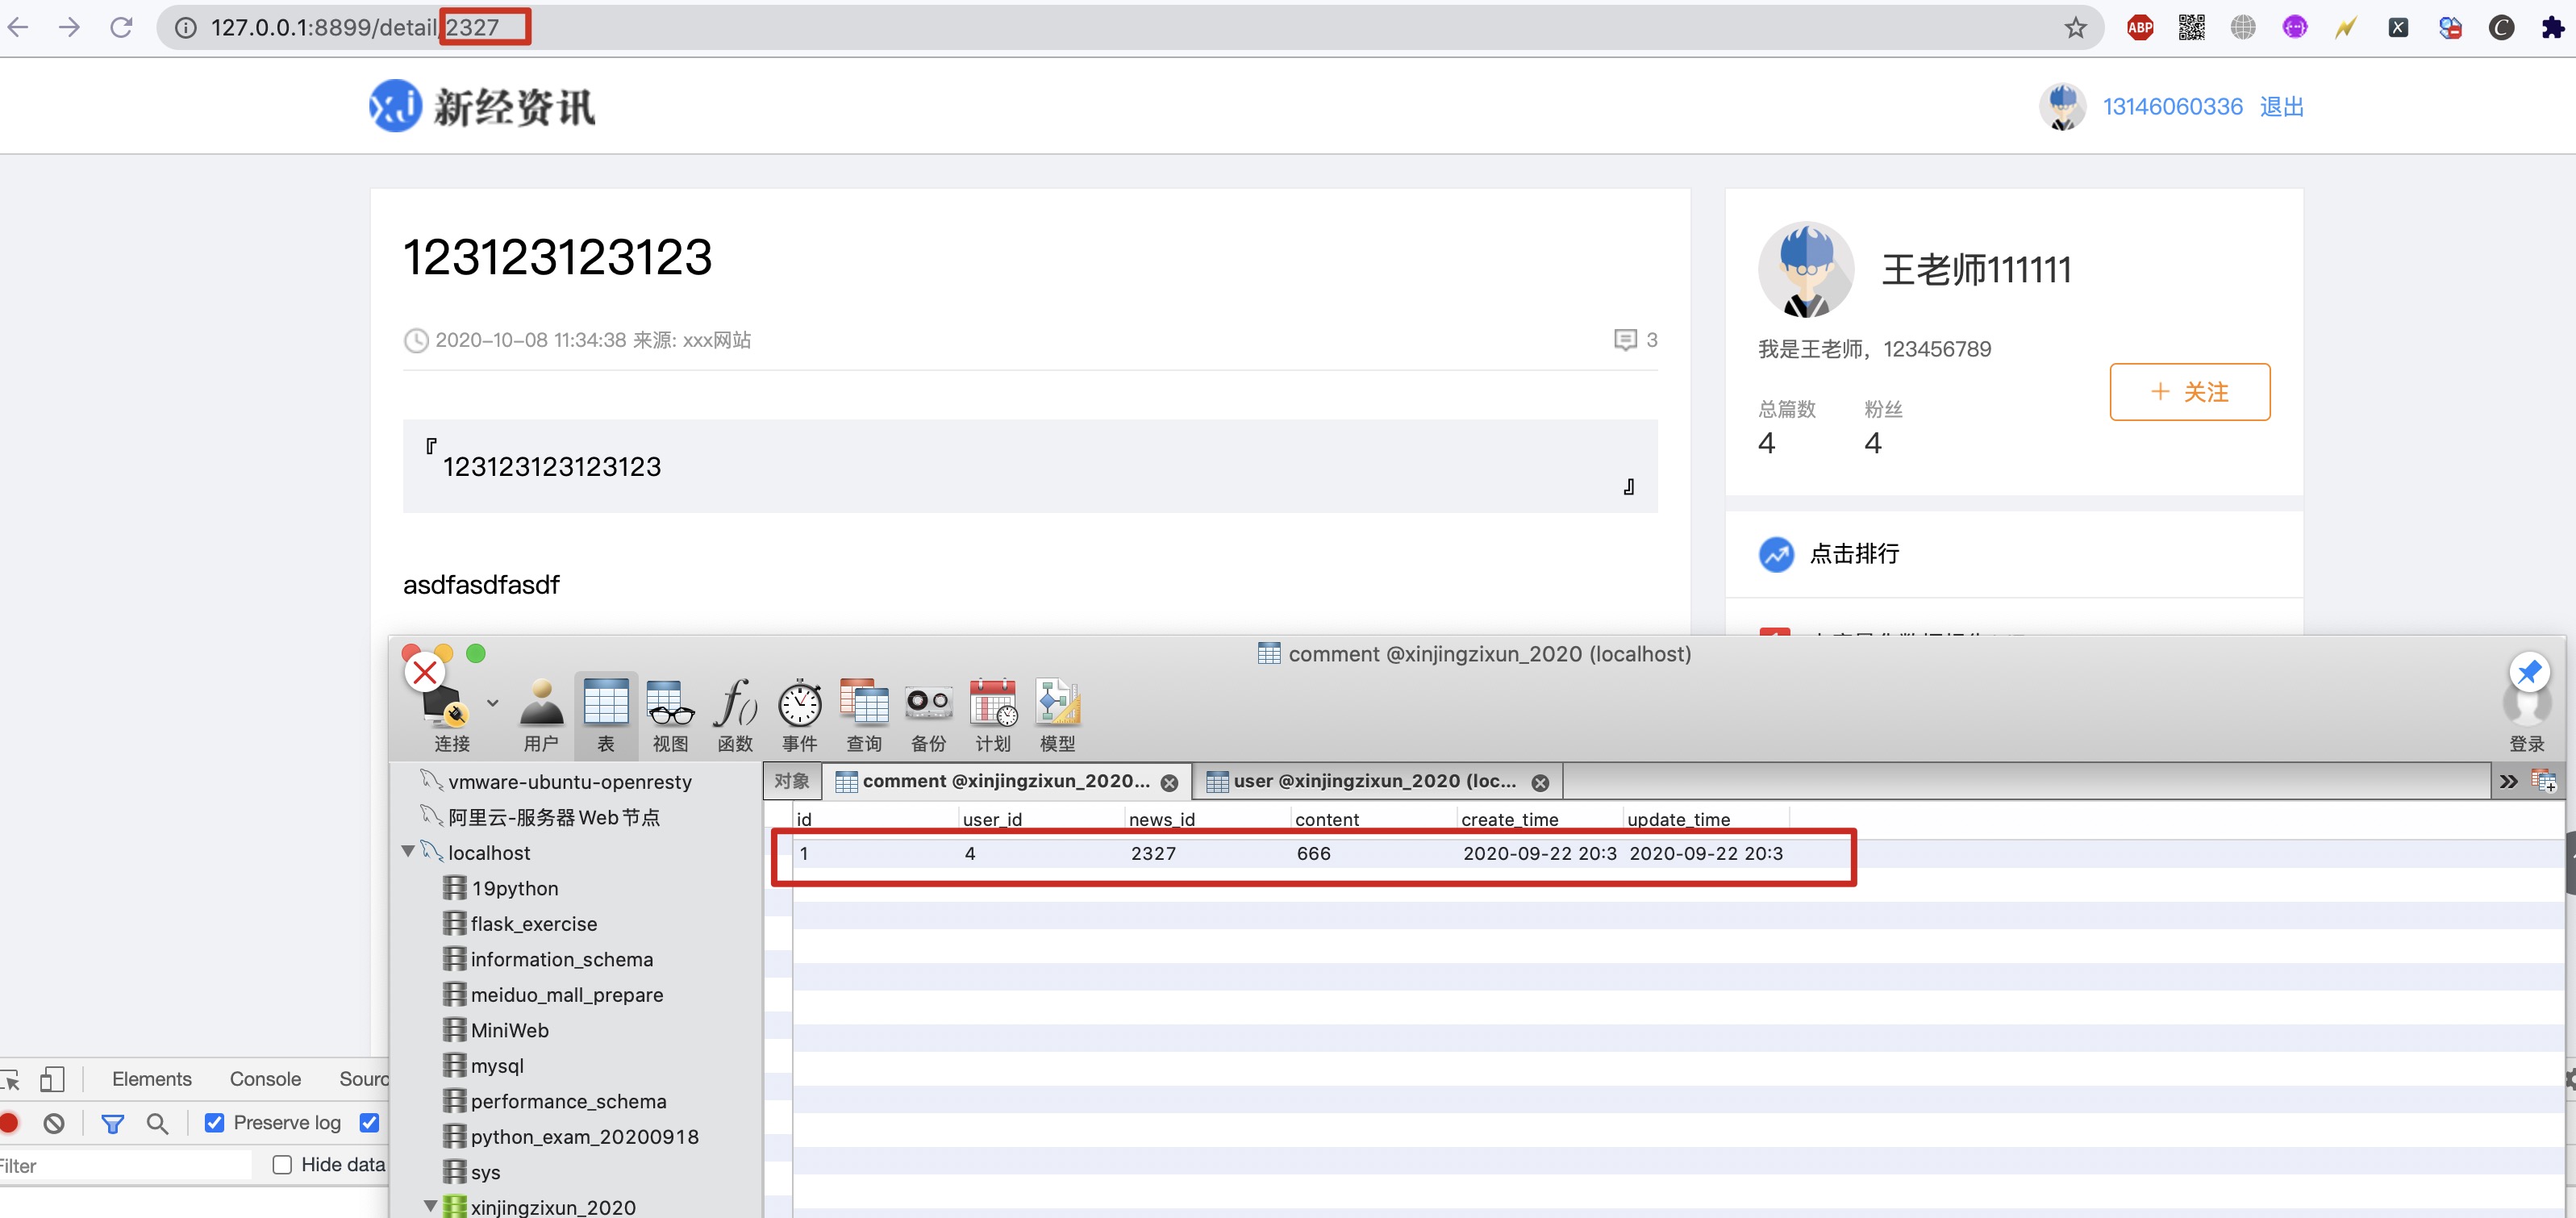 127.0.0.1:8899/detail/2327
ABP
新经资讯
13146060336 退出
123123123123
2020-10-08 11:34:38 来源: xxx网站
3
『
123123123123123
』
asdfasdfasdf
王老师111111
我是王老师，123456789
总篇数 粉丝
4 4
+ 关注
点击排行
comment @xinjingzixun_2020 (localhost)
连接 用户 表 视图 函数 事件 查询 备份 计划 模型 登录
对象 comment @xinjingzixun_2020... user @xinjingzixun_2020 (loc...
id user_id news_id content create_time update_time
1 4 2327 666 2020-09-22 20:3 2020-09-22 20:3
vmware-ubuntu-openresty
阿里云-服务器Web节点
localhost
19python
flask_exercise
information_schema
meiduo_mall_prepare
MiniWeb
mysql
performance_schema
python_exam_20200918
sys
xinjingzixun_2020
Elements Console Sourc
Preserve log
Filter Hide data